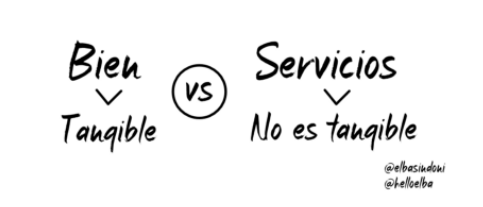 Bien vs Servicios
Tangible No es tangible
@elbasindoni
@helloelba